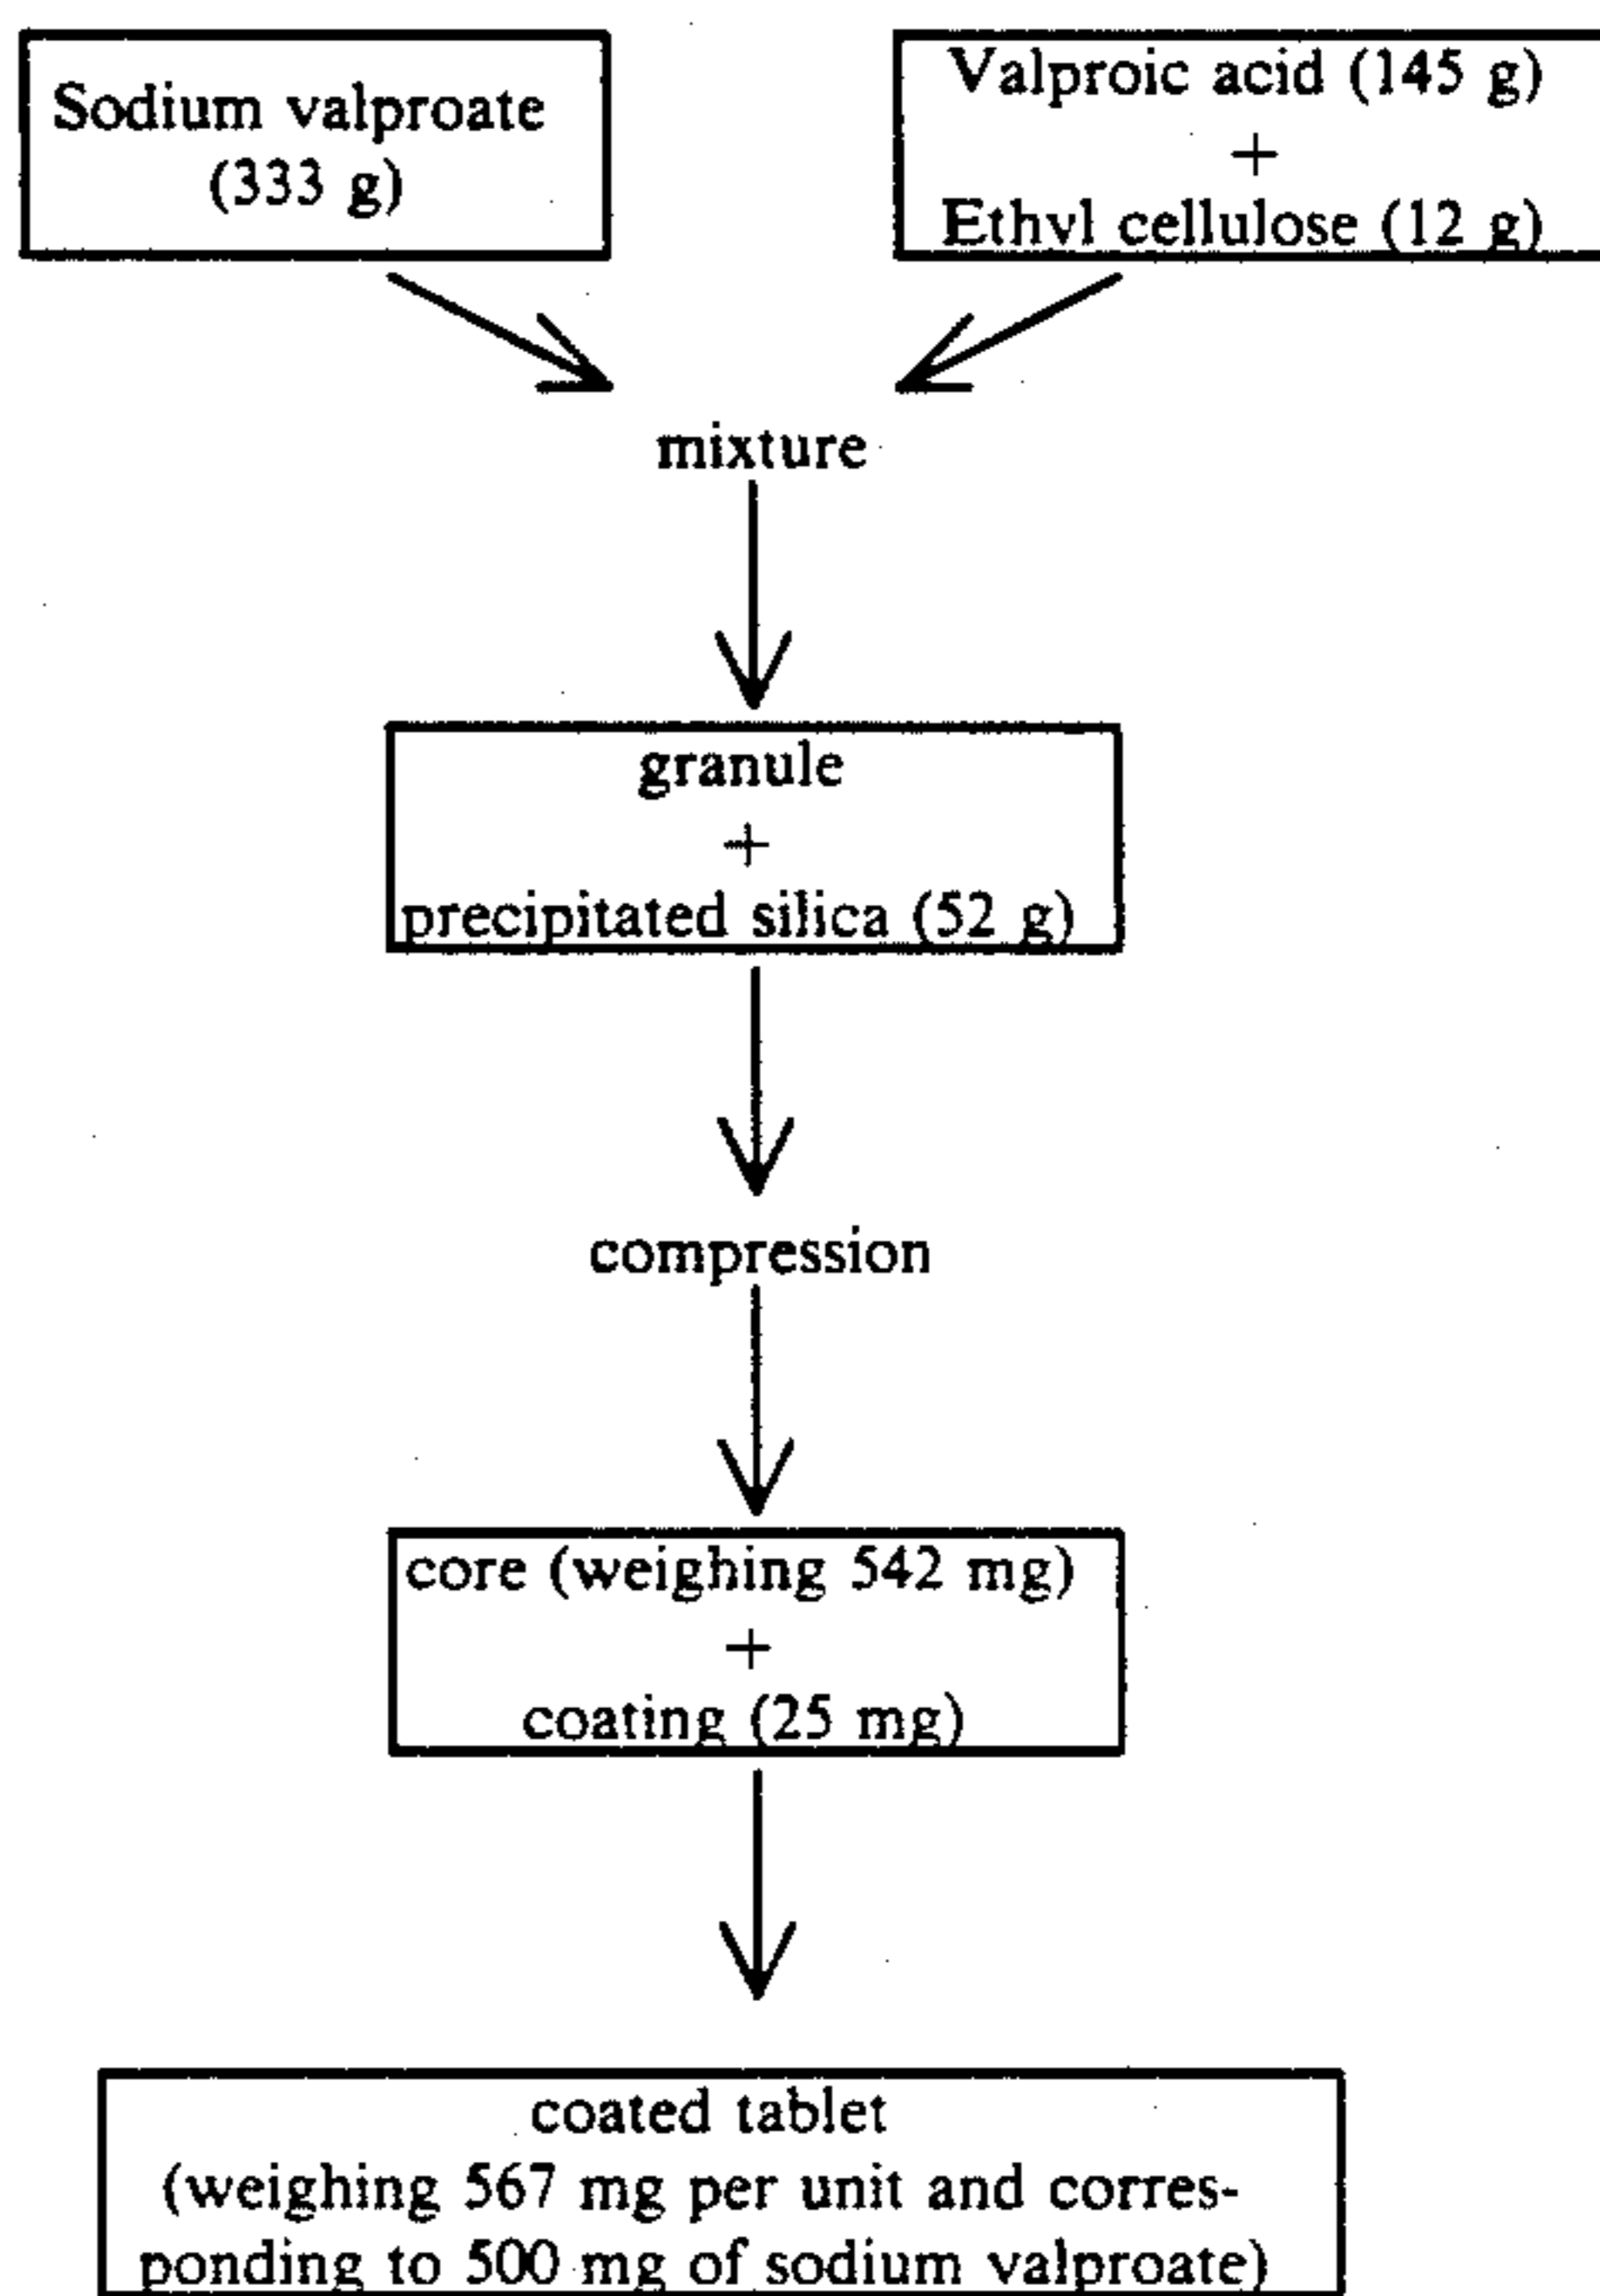 Sodium valproate
(333 g)
Valproic acid (145 g)
+
Ethyl cellulose (12 g)
mixture
granule
+
precipitated silica (52 g)
compression
core (weighing 542 mg)
+
coating (25 mg)
coated tablet
(weighing 567 mg per unit and corres-
ponding to 500 mg of sodium valproate)